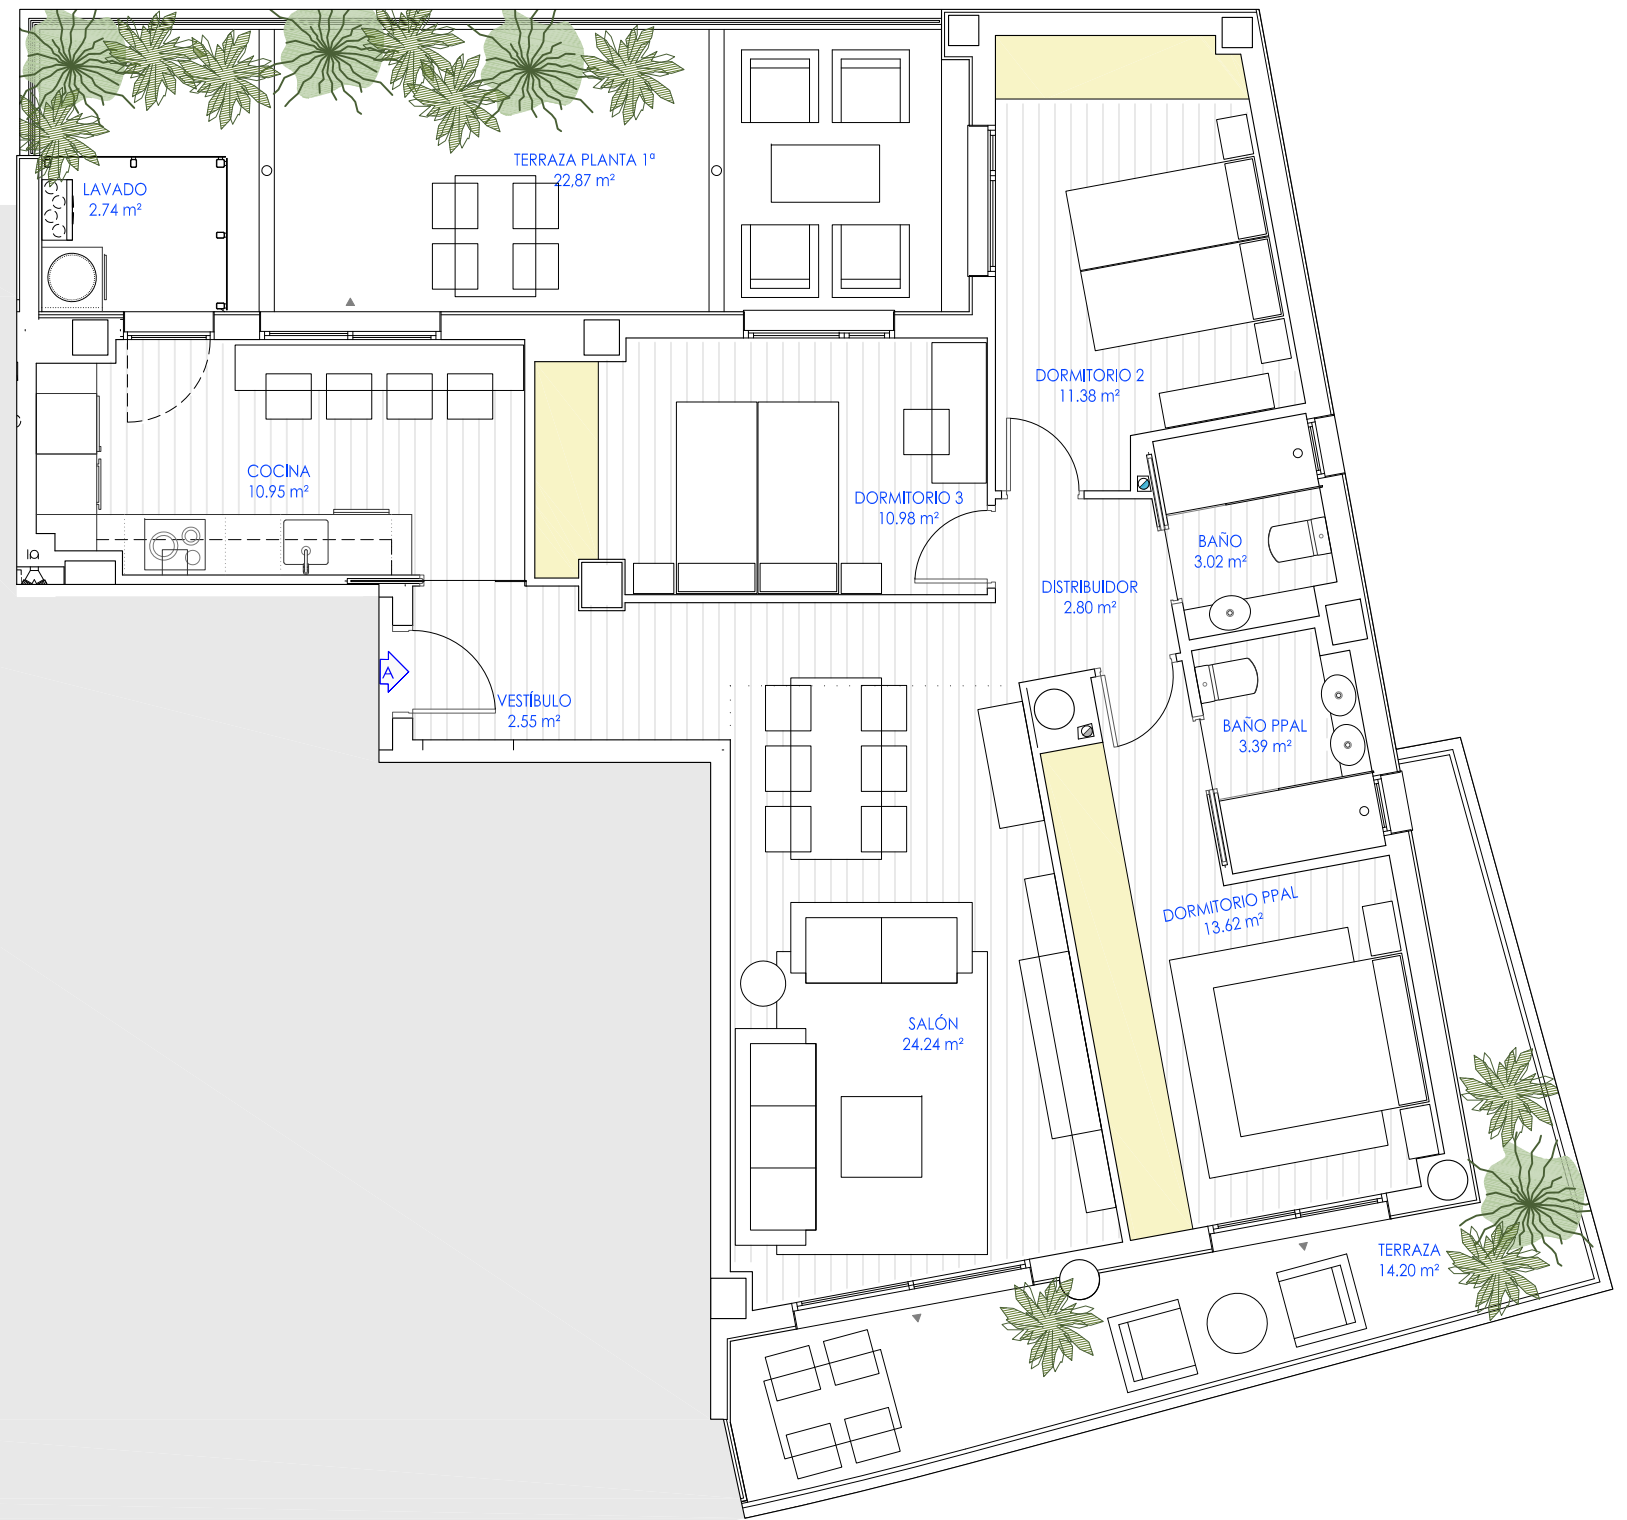 TERRAZA PLANTA 1ª
22,87 m²
LAVADO
2.74 m²
DORMITORIO 2
11.38 m²
COCINA
10.95 m²
DORMITORIO 3
10.98 m²
BAÑO
3.02 m²
DISTRIBUIDOR
2.80 m²
A
VESTÍBULO
2.55 m²
BAÑO PPAL
3.39 m²
DORMITORIO PPAL
13.62 m²
SALÓN
24.24 m²
TERRAZA
14.20 m²